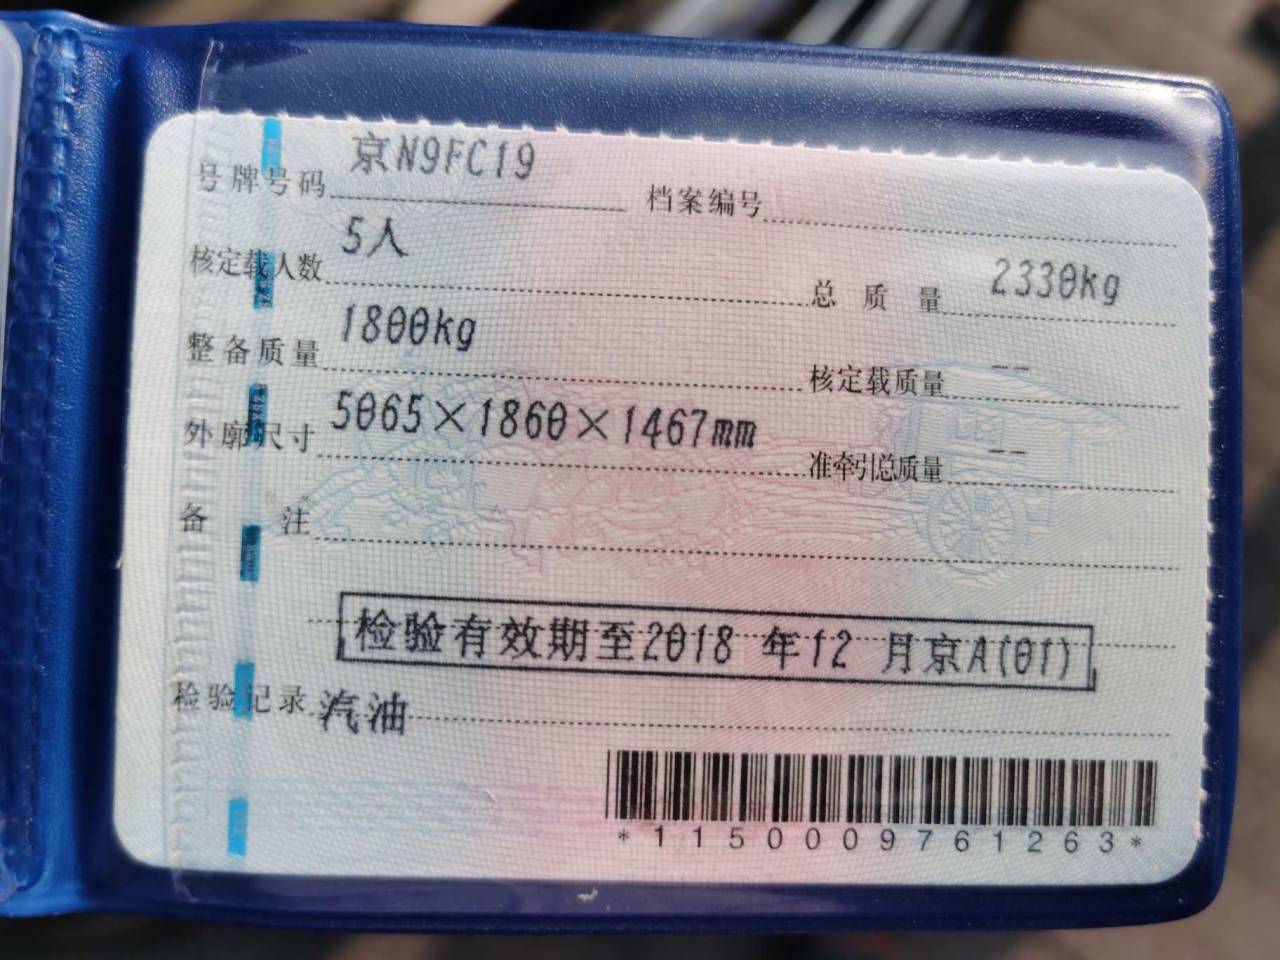 号牌号码 京N9FC19 档案编号
核定载人数 5人 总质量 2330kg
整备质量 1800kg 核定载质量 --
外廓尺寸 5065×1860×1467mm 准牵引总质量 --
备注
检验有效期至2018 年12 月京A(01)
检验记录 汽油
*1150009761263*